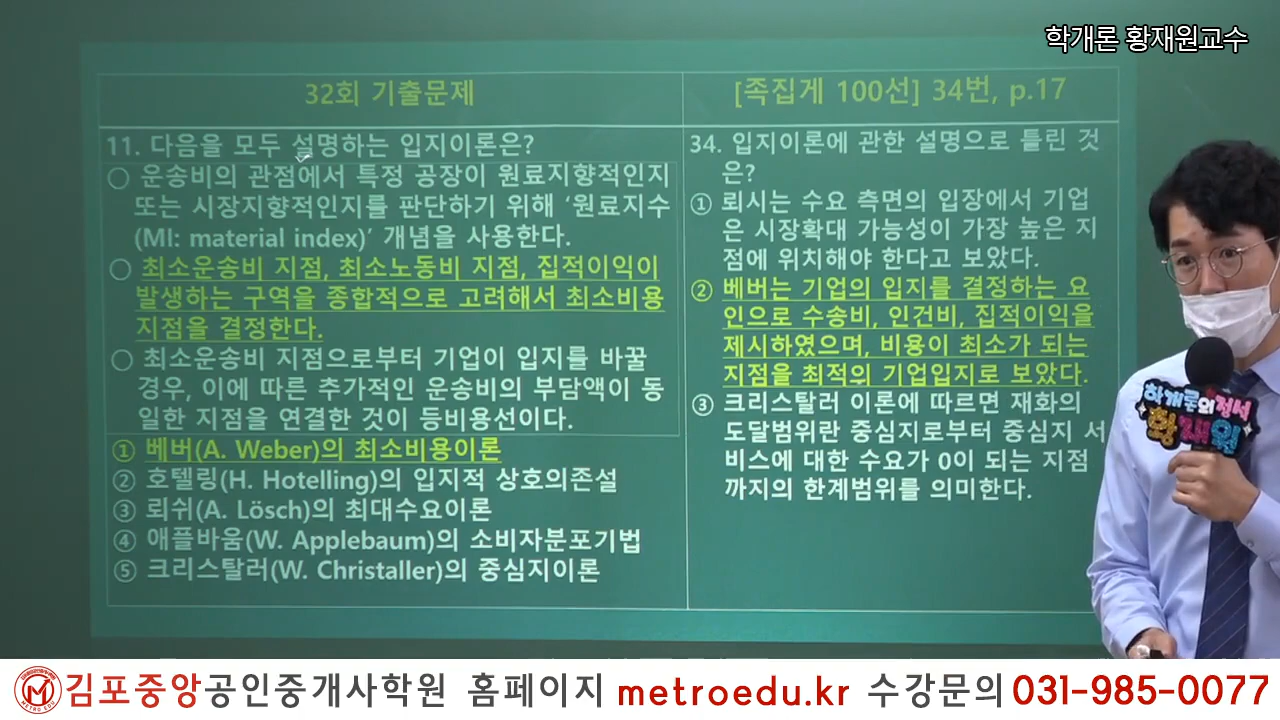 학개론 황재원교수
32회 기출문제
11. 다음을 모두 설명하는 입지이론은?
○ 운송비의 관점에서 특정 공장이 원료지향적인지
또는 시장지향적인지를 판단하기 위해 ‘원료지수
(MI: material index)’ 개념을 사용한다.
○ 최소운송비 지점, 최소노동비 지점, 집적이익이
발생하는 구역을 종합적으로 고려해서 최소비용
지점을 결정한다.
○ 최소운송비 지점으로부터 기업이 입지를 바꿀
경우, 이에 따른 추가적인 운송비의 부담액이 동
일한 지점을 연결한 것이 등비용선이다.
① 베버(A. Weber)의 최소비용이론
② 호텔링(H. Hotelling)의 입지적 상호의존설
③ 뢰쉬(A. Lösch)의 최대수요이론
④ 애플바움(W. Applebaum)의 소비자분포기법
⑤ 크리스탈러(W. Christaller)의 중심지이론
[족집게 100선] 34번, p.17
34. 입지이론에 관한 설명으로 틀린 것
은?
① 뢰시는 수요 측면의 입장에서 기업
은 시장확대 가능성이 가장 높은 지
점에 위치해야 한다고 보았다.
② 베버는 기업의 입지를 결정하는 요
인으로 수송비, 인건비, 집적이익을
제시하였으며, 비용이 최소가 되는
지점을 최적의 기업입지로 보았다.
③ 크리스탈러 이론에 따르면 재화의
도달범위란 중심지로부터 중심지 서
비스에 대한 수요가 0이 되는 지점
까지의 한계범위를 의미한다.
학개론의정석
황재원
METRO EDU
김포중앙공인중개사학원 홈페이지 metroedu.kr 수강문의 031-985-0077